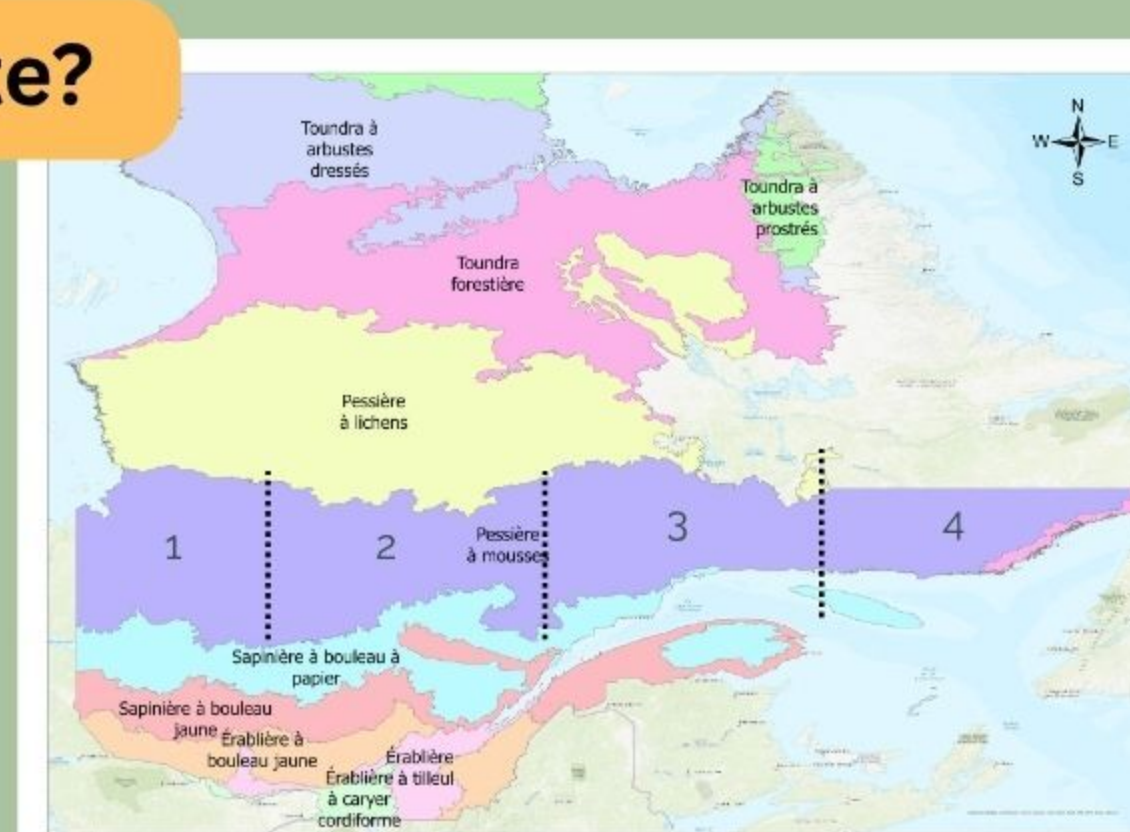 te?
N
W E
S
Toundra à
arbustes
dressés
Toundra à
arbustes
prostrés
Toundra
forestière
Pessière
à lichens
Pessière
à mousses
1
2
3
4
Sapinière à bouleau à
papier
Sapinière à bouleau
jaune
Érablière à
bouleau jaune
Érablière
à tilleul
Érablière
à caryer
cordiforme